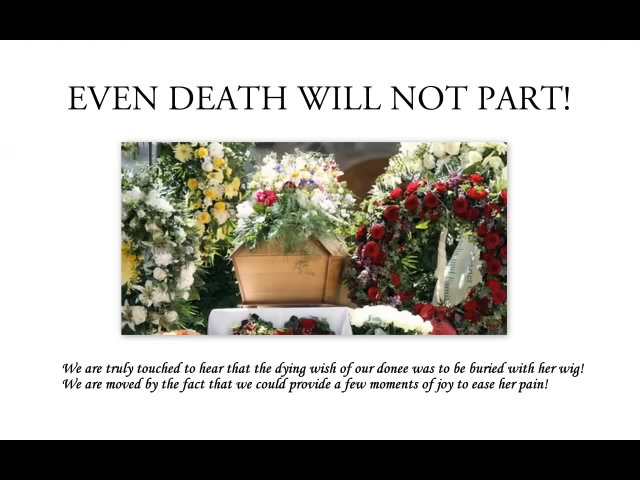 EVEN DEATH WILL NOT PART!
We are truly touched to hear that the dying wish of our donee was to be buried with her wig!
We are moved by the fact that we could provide a few moments of joy to ease her pain!